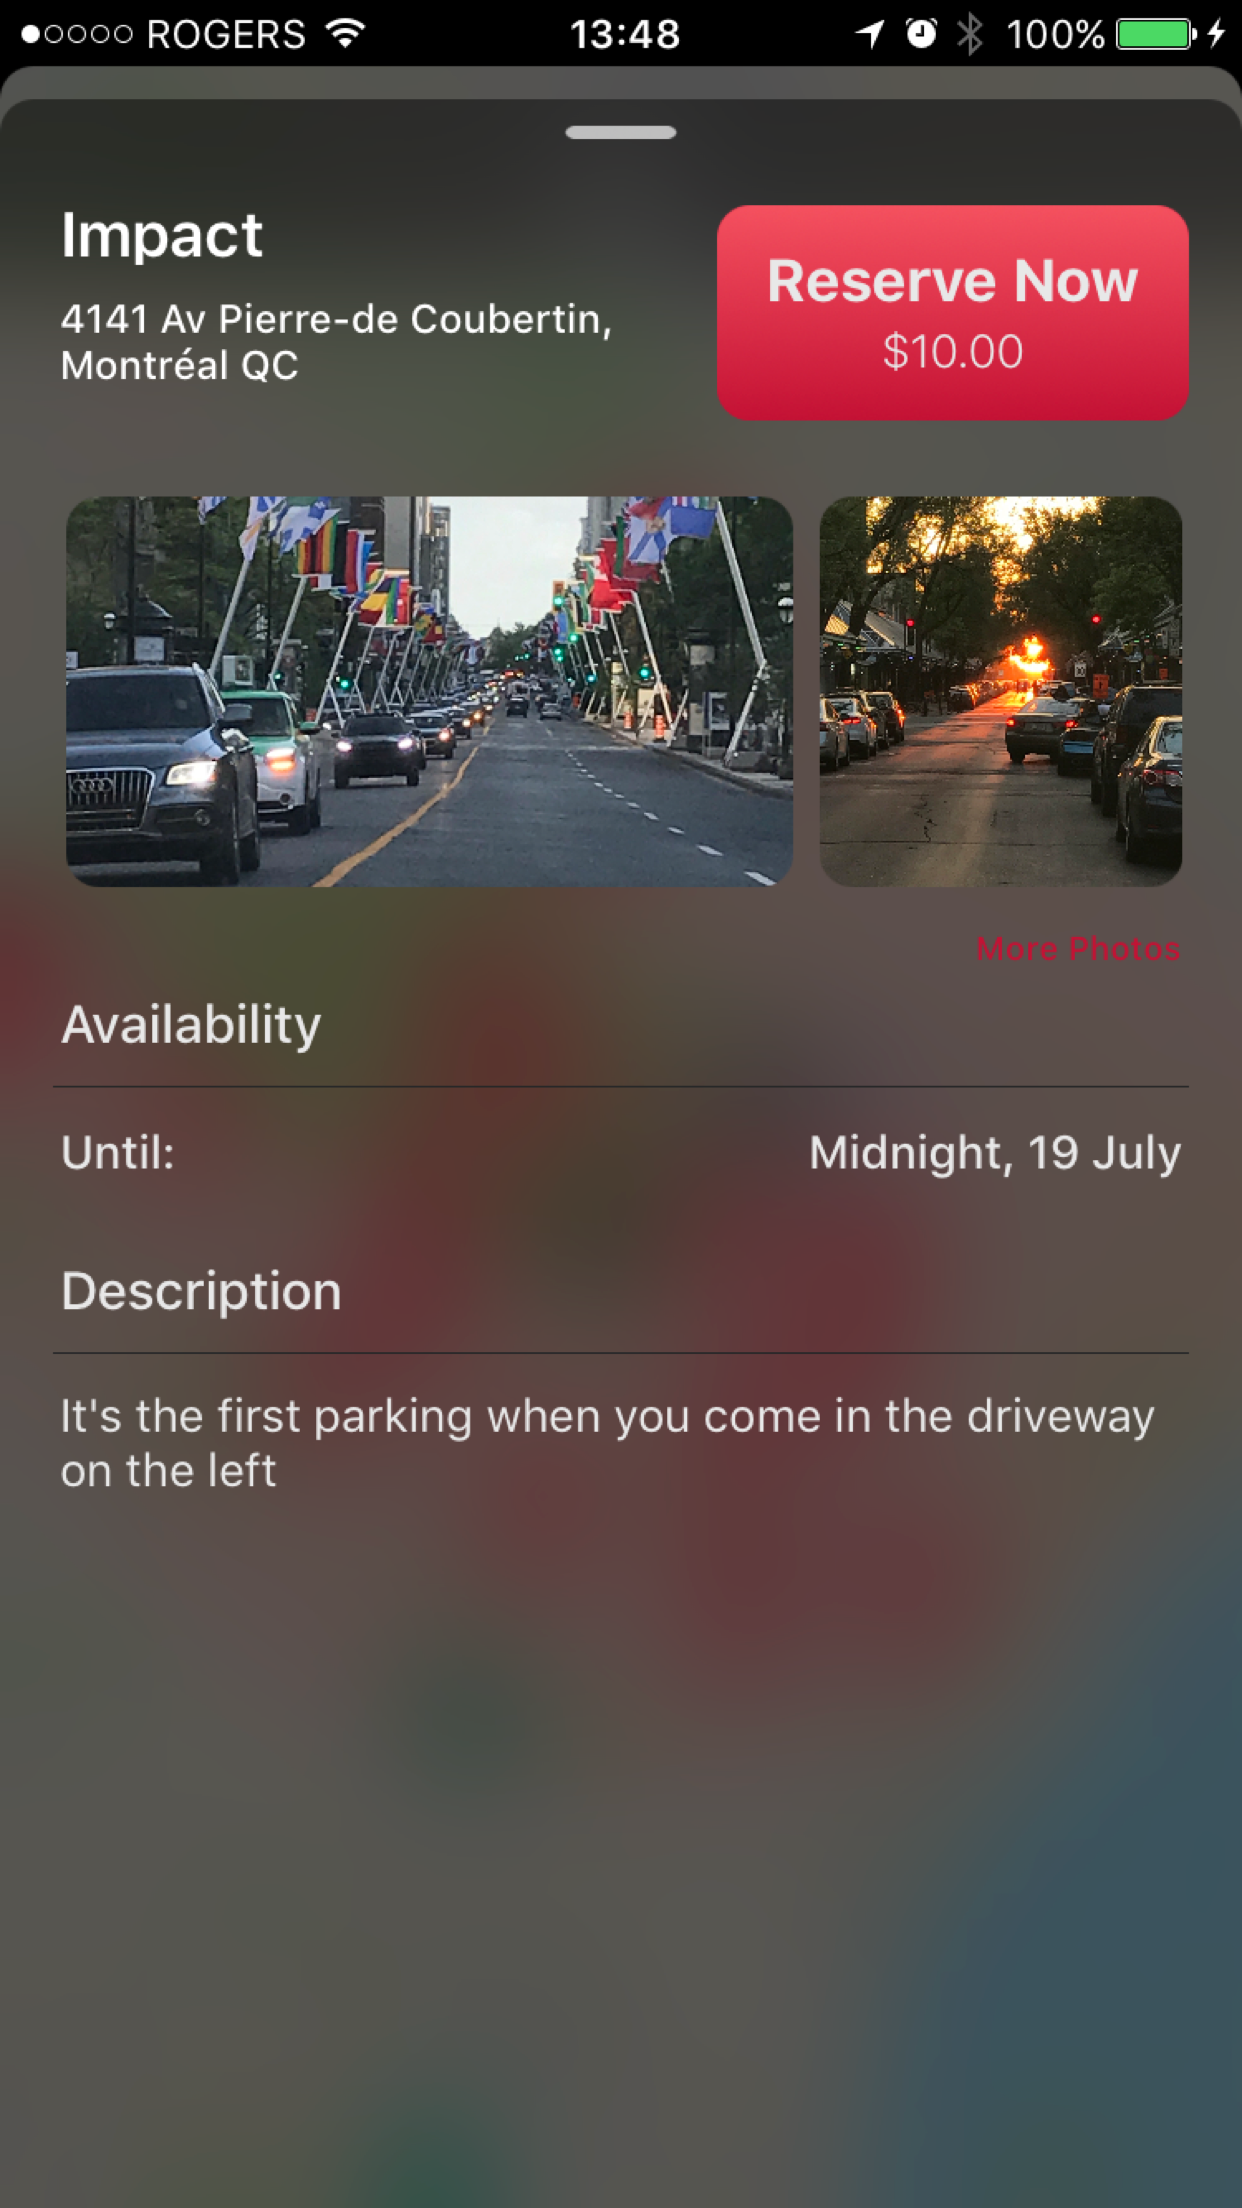 ROGERS 13:48 100%
Impact
4141 Av Pierre-de Coubertin,
Montréal QC
Reserve Now
$10.00
More Photos
Availability
Until: Midnight, 19 July
Description
It's the first parking when you come in the driveway
on the left